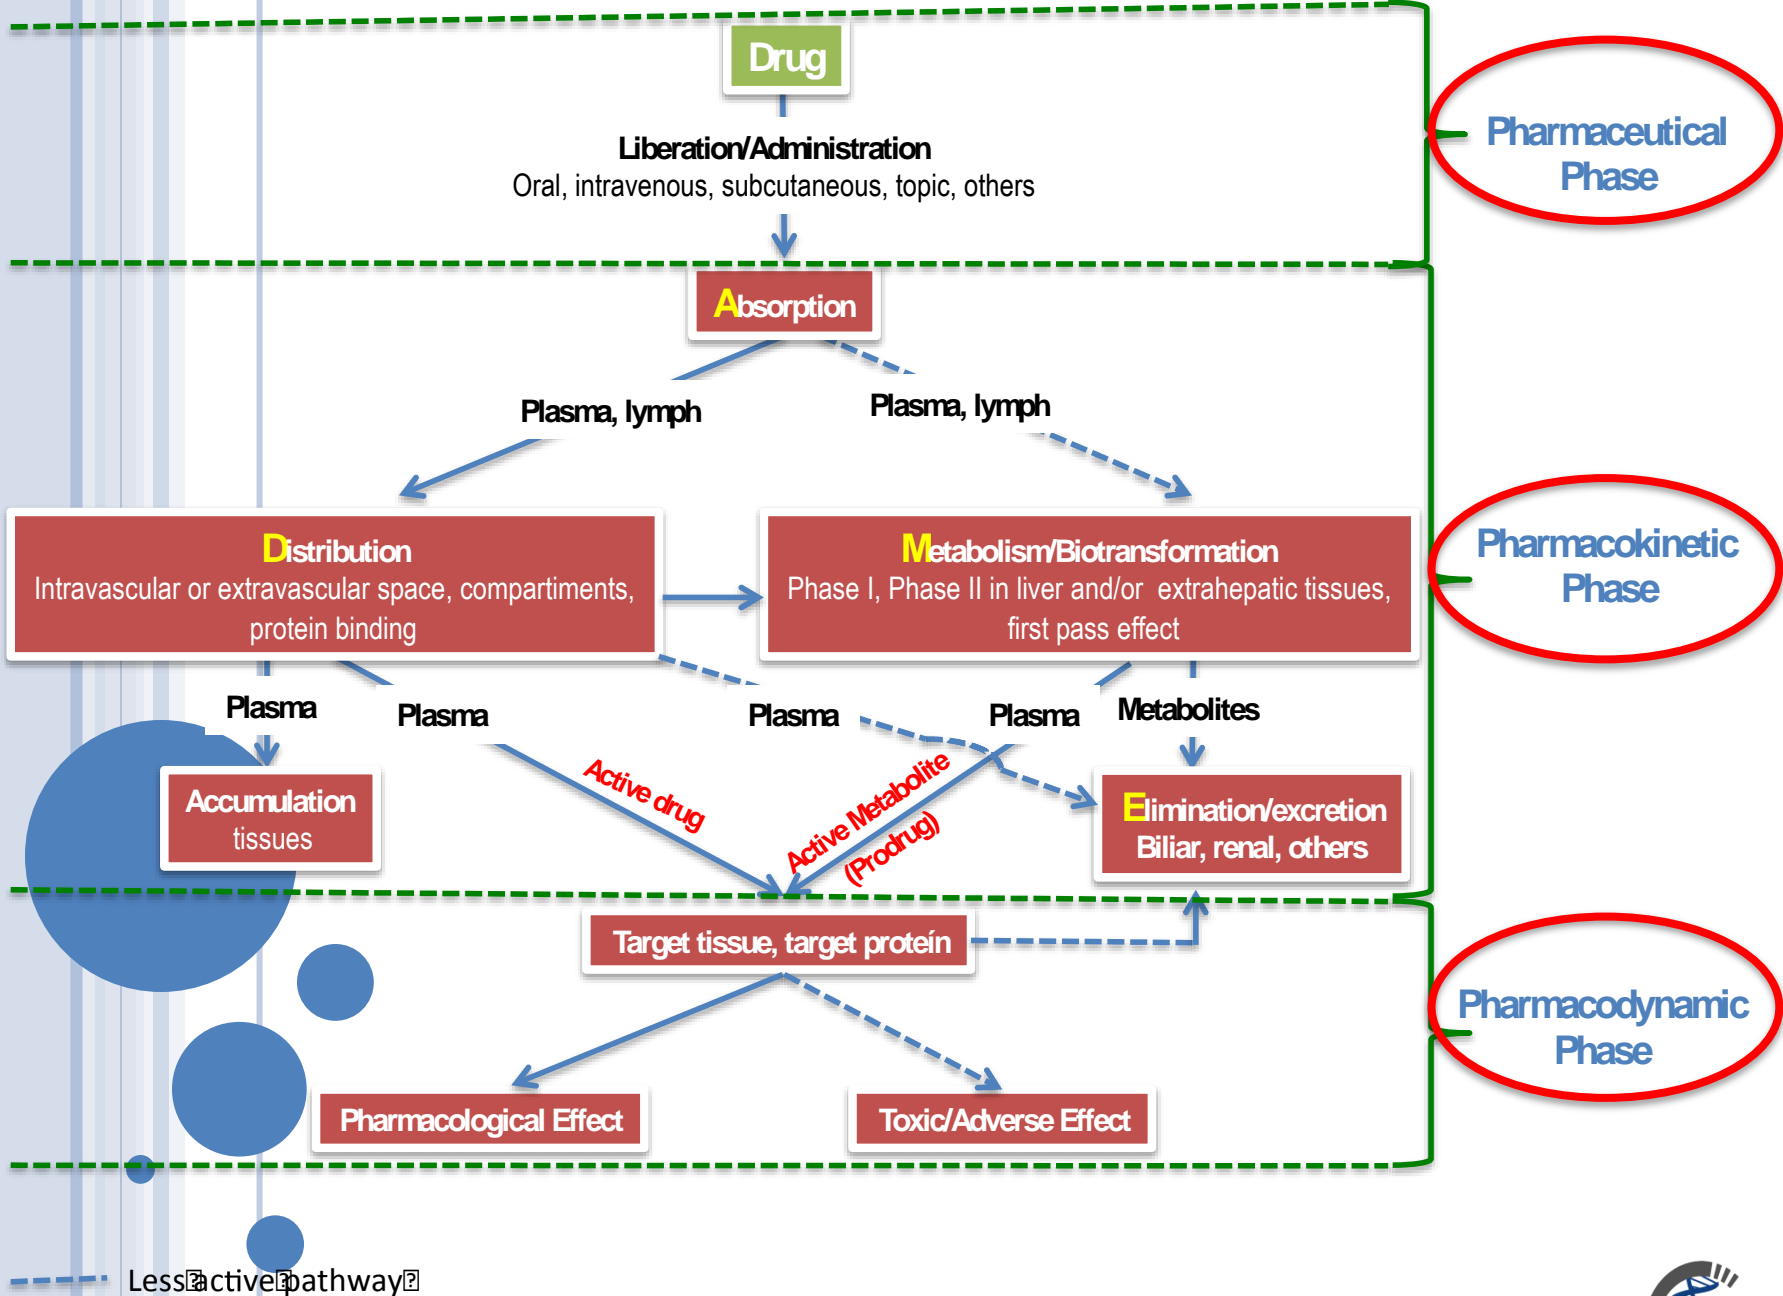 Drug
Liberation/Administration
Oral, intravenous, subcutaneous, topic, others
Pharmaceutical
Phase
Absorption
Plasma, lymph
Plasma, lymph
Distribution
Intravascular or extravascular space, compartiments,
protein binding
Metabolism/Biotransformation
Phase I, Phase II in liver and/or extrahepatic tissues,
first pass effect
Pharmacokinetic
Phase
Plasma
Plasma
Plasma
Plasma
Metabolites
Active drug
Active Metabolite
(Prodrug)
Accumulation
tissues
Elimination/excretion
Biliar, renal, others
Target tissue, target proteín
Pharmacodynamic
Phase
Pharmacological Effect
Toxic/Adverse Effect
Less active pathway